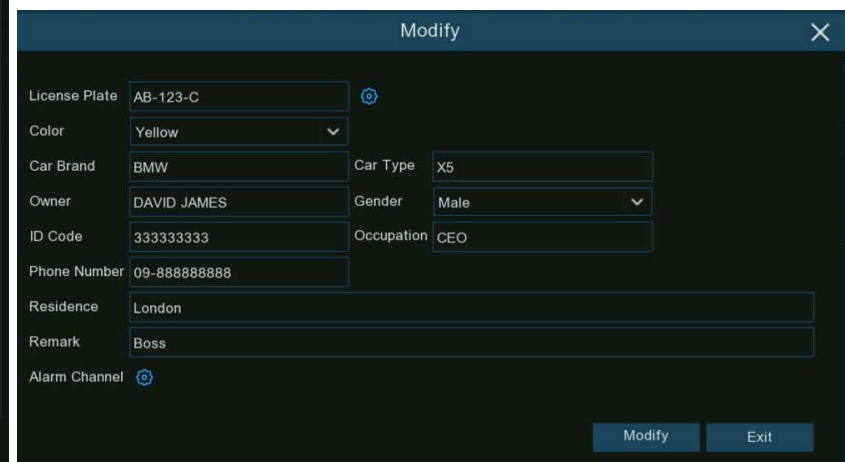 Modify
License Plate AB-123-C
Color Yellow
Car Brand BMW Car Type X5
Owner DAVID JAMES Gender Male
ID Code 333333333 Occupation CEO
Phone Number 09-888888888
Residence London
Remark Boss
Alarm Channel
Modify Exit